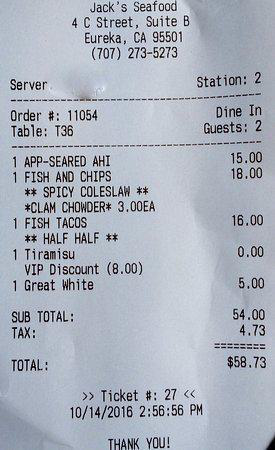 Jack's Seafood
4 C Street, Suite B
Eureka, CA 95501
(707) 273-5273
Server: Station: 2
Order #: 11054 Dine In
Table: T36 Guests: 2
1 APP-SEARED AHI 15.00
1 FISH AND CHIPS 18.00
** SPICY COLESLAW **
*CLAM CHOWDER* 3.00EA
1 FISH TACOS 16.00
** HALF HALF **
1 Tiramisu 0.00
VIP Discount (8.00)
1 Great White 5.00
SUB TOTAL: 54.00
TAX: 4.73
TOTAL: $58.73
>> Ticket #: 27 <<
10/14/2016 2:56:56 PM
THANK YOU!